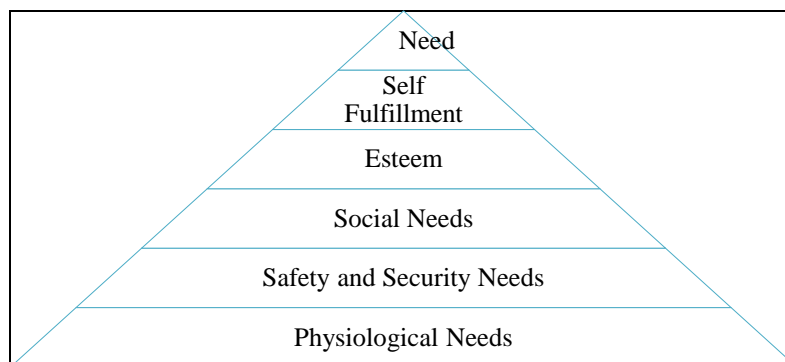 Need
Self
Fulfillment
Esteem
Social Needs
Safety and Security Needs
Physiological Needs